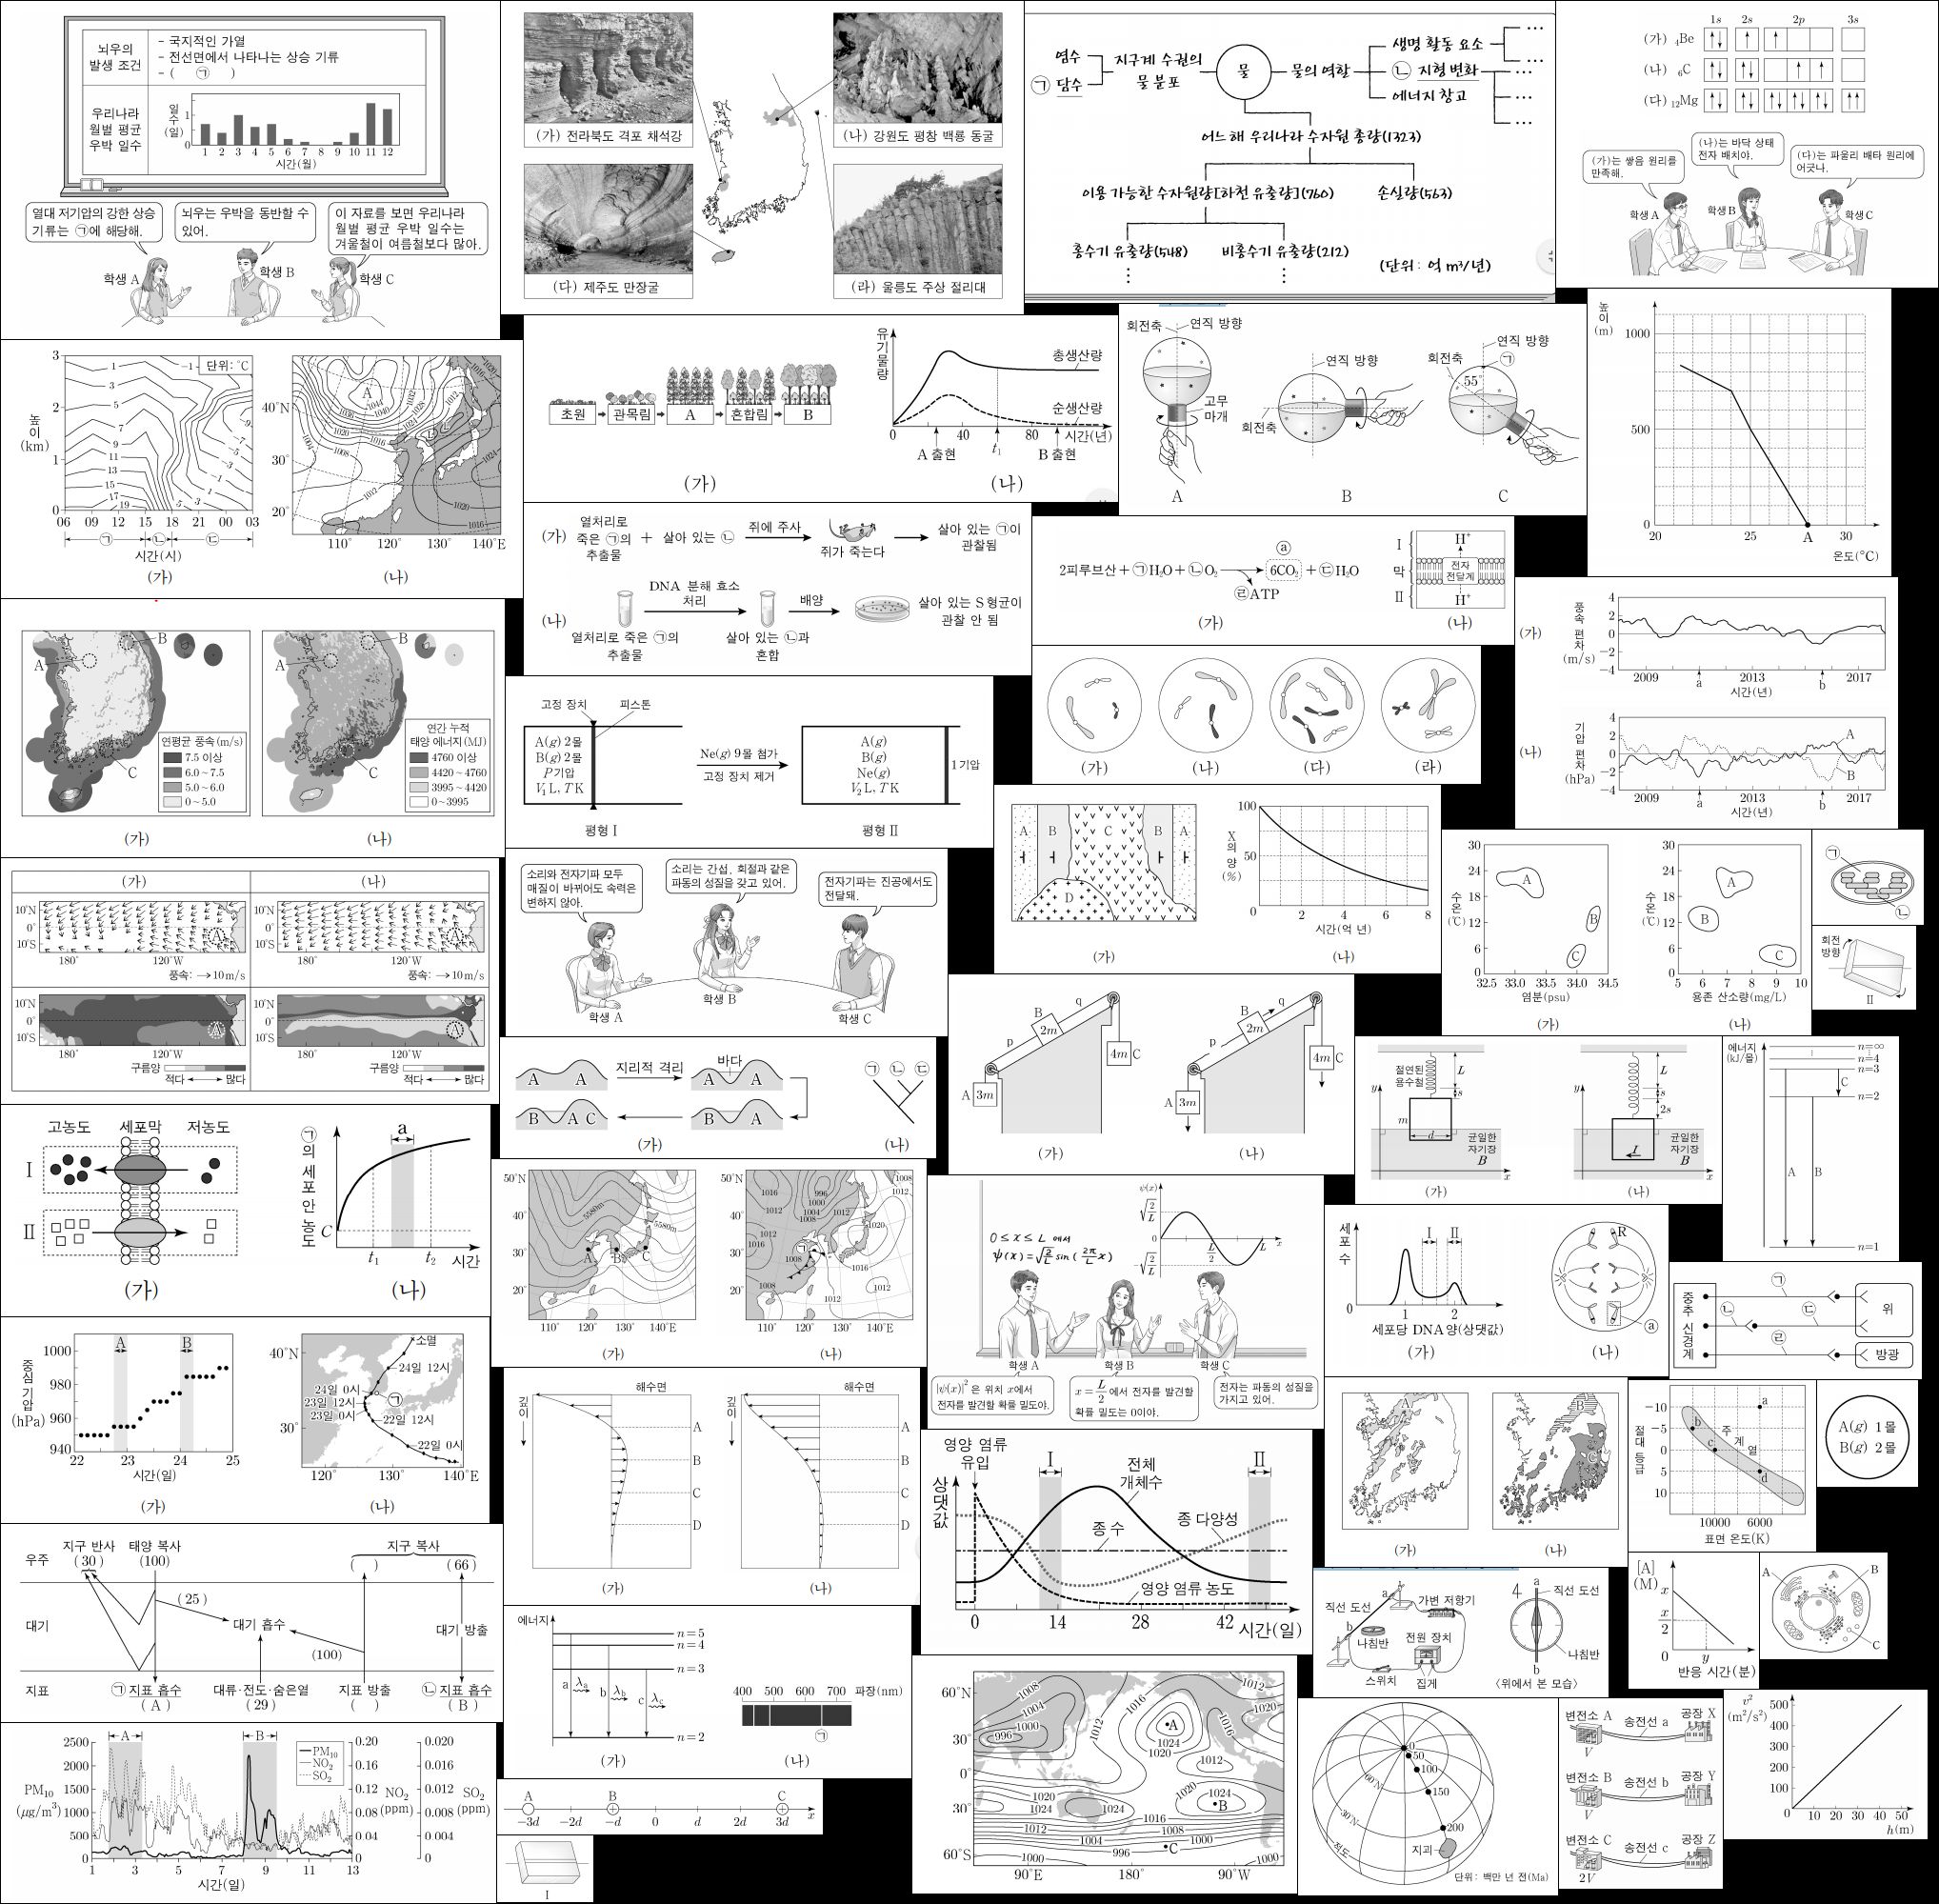 뇌우의
발생 조건
- 국지적인 가열
- 전선면에서 나타나는 상승 기류
- ( ㉠ )
우리나라
월별 평균
우박 일수
일
수
(일)
1
0
1 2 3 4 5 6 7 8 9 10 11 12
시간(월)
열대 저기압의 강한 상승
기류는 ㉠에 해당해.
뇌우는 우박을 동반할 수
있어.
이 자료를 보면 우리나라
월별 평균 우박 일수는
겨울철이 여름철보다 많아.
학생 A
학생 B
학생 C
(가) 전라북도 격포 채석강
(나) 강원도 평창 백룡 동굴
(다) 제주도 만장굴
(라) 울릉도 주상 절리대
염수
㉠ 담수
지구계 수권의
물 분포
물
물의 역할
생명 활동 요소
㉡ 지형 변화
에너지 창고
어느 해 우리나라 수자원 총량(1323)
이용 가능한 수자원량[하천 유출량](760)
손실량(563)
홍수기 유출량(548)
비홍수기 유출량(212)
(단위: 억 m³/년)
1s 2s 2p 3s
(가) ₄Be
(나) ₆C
(다) ₁₂Mg
(가)는 쌓음 원리를
만족해.
(나)는 바닥 상태
전자 배치야.
(다)는 파울리 배타 원리에
어긋나.
학생 A
학생 B
학생 C
높이
(km)
단위: ℃
06 09 12 15 18 21 00 03
㉠ ㉡ ㉢
시간(시)
(가)
40°N
30°
20°
110° 120° 130° 140°E
(나)
초원
관목림
A
혼합림
B
(가)
유기물량
총생산량
순생산량
0 40 80 시간(년)
A 출현
t₁
B 출현
(나)
회전축
연직 방향
고무
마개
A
연직 방향
회전축
B
연직 방향
회전축
㉠
55°
C
높이
(m)
1000
500
0
20 25 A 30
온도(℃)
(가)
열처리로
죽은 ㉠의
추출물
+
살아 있는 ㉡
쥐에 주사
쥐가 죽는다
살아 있는 ㉠이
관찰됨
(나)
DNA 분해 효소
처리
배양
살아 있는 S형균이
관찰 안 됨
열처리로 죽은 ㉠의
추출물
살아 있는 ㉡과
혼합
2피루브산+㉠H₂O+㉡O₂
ⓐ
6CO₂
+㉢H₂O
㉣ATP
(가)
Ⅰ
막
Ⅱ
H⁺
전자
전달계
H⁺
(나)
(가)
풍속 편차
(m/s)
4
2
0
-2
-4
2009 a 2013 b 2017
시간(년)
(나)
기압 편차
(hPa)
4
2
0
-2
-4
A
B
2009 a 2013 b 2017
시간(년)
(가) (나) (다) (라)
A
B
C
연평균 풍속(m/s)
7.5 이상
6.0~7.5
5.0~6.0
0~5.0
(가)
A
B
C
연간 누적
태양 에너지(MJ)
4760 이상
4420~4760
3995~4420
0~3995
(나)
고정 장치
피스톤
A(g) 2몰
B(g) 2몰
P기압
V₁ L, T K
평형 Ⅰ
Ne(g) 9몰 첨가
고정 장치 제거
A(g)
B(g)
Ne(g)
V₂ L, T K
1기압
평형 Ⅱ
A B C B A
D
(가)
X의 양
(%)
100
50
0
2 4 6 8
시간(억 년)
(나)
수온
(℃)
30
24
18
12
6
0
A
B
C
32.5 33.0 33.5 34.0 34.5
염분(psu)
(가)
수온
(℃)
30
24
18
12
6
0
A
B
C
5 6 7 8 9 10
용존 산소량(mg/L)
(나)
㉠
㉡
회전
방향
Ⅱ
(가)
(나)
10°N
0°
10°S
A
180° 120°W
풍속: →10 m/s
구름양
적다 ↔ 많다
10°N
0°
10°S
A
180° 120°W
풍속: →10 m/s
구름양
적다 ↔ 많다
소리와 전자기파 모두
매질이 바뀌어도 속력은
변하지 않아.
소리는 간섭, 회절과 같은
파동의 성질을 갖고 있어.
전자기파는 진공에서도
전달돼.
학생 A
학생 B
학생 C
A 3m
p
B
2m
q
4m C
(가)
A 3m
p
B
2m
q
4m C
(나)
지리적 격리
바다
A A
A A
B A C
B A
(가)
㉠ ㉡ ㉢
(나)
절연된
용수철
L
s
m
d
균일한
자기장
B
y
x
(가)
L
s
2s
I
균일한
자기장
B
y
x
(나)
에너지
(kJ/몰)
n=∞
n=4
n=3
n=2
n=1
A
B
C
고농도 세포막 저농도
Ⅰ
Ⅱ
(가)
㉠의 세포 안 농도
a
C
t₁ t₂ 시간
(나)
50°N
40°
30°
20°
5580m
5580m
A B C
110° 120° 130° 140°E
(가)
50°N
40°
30°
20°
110° 120° 130° 140°E
(나)
0 ≤ x ≤ L 에서
ψ(x) = √(2/L) sin(2π/L x)
ψ(x)
√(2/L)
0
-√(2/L)
L/2
L
x
학생 A
학생 B
학생 C
|ψ(x)|²은 위치 x에서
전자를 발견할 확률 밀도야.
x=L/2에서 전자를 발견할
확률 밀도는 0이야.
전자는 파동의 성질을
가지고 있어.
세포 수
Ⅰ Ⅱ
0 1 2
세포당 DNA양(상댓값)
(가)
R
ⓐ
(나)
중추 신경계
㉠
㉡
㉢
㉣
위
방광
중심 기압
(hPa)
1000
980
960
940
A
B
22 23 24 25
시간(일)
(가)
40°N
30°
소멸
24일 12시
24일 0시
23일 12시
23일 0시
㉠
22일 12시
22일 0시
120° 130° 140°E
(나)
해수면
깊이
A
B
C
D
(가)
해수면
깊이
A
B
C
D
(나)
영양 염류
유입
상댓값
Ⅰ
Ⅱ
전체
개체수
종 수
종 다양성
영양 염류 농도
0 14 28 42 시간(일)
A
(가)
B
C
(나)
절대 등급
-10
-5
0
5
10
a
b
c
d
주계열
10000 6000
표면 온도(K)
A(g) 1몰
B(g) 2몰
우주
지구 반사
(30)
태양 복사
(100)
지구 복사
( )
(66)
대기
(25)
대기 흡수
(100)
대기 방출
지표
㉠ 지표 흡수
(A)
대류·전도·숨은열
(29)
지표 방출
( )
㉡ 지표 흡수
(B)
에너지
n=5
n=4
n=3
n=2
a λa
b λb
c λc
(가)
400 500 600 700 파장(nm)
㉠
(나)
직선 도선
a
b
가변 저항기
나침반
전원 장치
스위치
집게
4
a
직선 도선
나침반
b
〈위에서 본 모습〉
[A]
(M)
x
x/2
0 y
반응 시간(분)
A
B
C
PM₁₀
(μg/m³)
2500
2000
1500
1000
500
0
A
B
PM₁₀
NO₂
SO₂
0.20
0.16
0.12
0.08
0.04
0
NO₂
(ppm)
0.020
0.016
0.012
0.008
0.004
0
SO₂
(ppm)
1 3 5 7 9 11 13
시간(일)
A B C
-3d -2d -d 0 d 2d 3d x
Ⅰ
60°N
30°
0°
30°
60°S
A
B
C
90°E 180° 90°W
0
50
100
150
200
60°N
30°N
적도
지괴
단위: 백만 년 전(Ma)
변전소 A 송전선 a 공장 X
V
변전소 B 송전선 b 공장 Y
V
변전소 C 송전선 c 공장 Z
2V
v²
(m²/s²)
500
400
300
200
100
0
10 20 30 40 50
h(m)